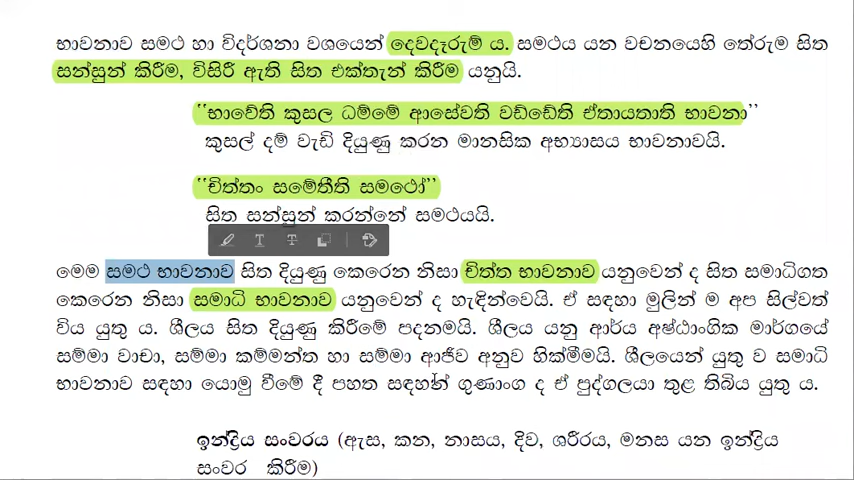 භාවනාව සමථ හා විදර්ශනා වශයෙන් දෙවදෑරුම් ය. සමථය යන වචනයෙහි තේරුම සිත
සන්සුන් කිරීම, විසිරී ඇති සිත එක්තැන් කිරීම යනුයි.
‘‘භාවේති කුසල ධම්මේ ආසේවති වඩ්ඪේති ඒතායතාති භාවනා’’
කුසල් දම් වැඩි දියුණු කරන මානසික අභ්‍යාසය භාවනාවයි.
‘‘චිත්තං සමේතීති සමථෝ’’
සිත සන්සුන් කරන්නේ සමථයයි.
මෙම සමථ භාවනාව සිත දියුණු කෙරෙන නිසා චිත්ත භාවනාව යනුවෙන් ද සිත සමාධිගත
කෙරෙන නිසා සමාධි භාවනාව යනුවෙන් ද හැඳින්වෙයි. ඒ සඳහා මුලින් ම අප සිල්වත්
විය යුතු ය. ශීලය සිත දියුණු කිරීමේ පදනමයි. ශීලය යනු ආර්ය අෂ්ඨාංගික මාර්ගයේ
සම්මා වාචා, සම්මා කම්මන්ත හා සම්මා ආජීව අනුව හික්මීමයි. ශීලයෙන් යුතු ව සමාධි
භාවනාව සඳහා යොමු වීමේ දී පහත සඳහන් ගුණාංග ද ඒ පුද්ගලයා තුළ තිබිය යුතු ය.
ඉන්ද්‍රිය සංවරය (ඇස, කන, නාසය, දිව, ශරීරය, මනස යන ඉන්ද්‍රිය
සංවර කිරීම)